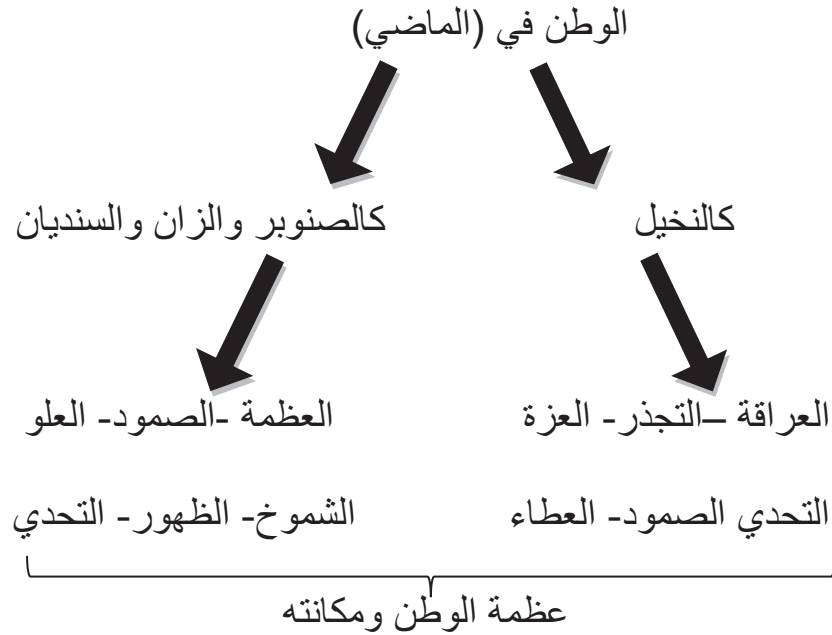 الوطن في (الماضي)
كالنخيل
كالصنوبر والزان والسنديان
العراقة –التجذر- العزة
العظمة -الصمود- العلو
التحدي الصمود- العطاء
الشموخ- الظهور- التحدي
عظمة الوطن ومكانته